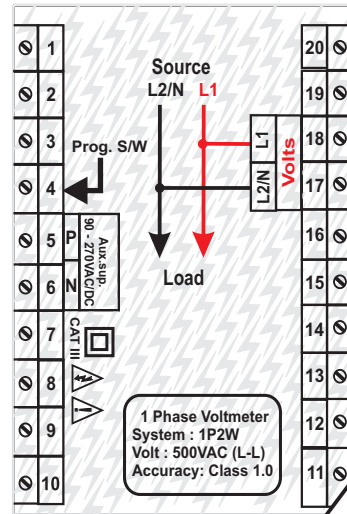 1
2
3
4
5
6
7
8
9
10
20
19
18
17
16
15
14
13
12
11
Source
L2/N L1
Prog. S/W
L1
L2/N
Volts
P
N
Aux.sup.
90 - 270VAC/DC
Load
CAT III
1 Phase Voltmeter
System : 1P2W
Volt : 500VAC (L-L)
Accuracy: Class 1.0